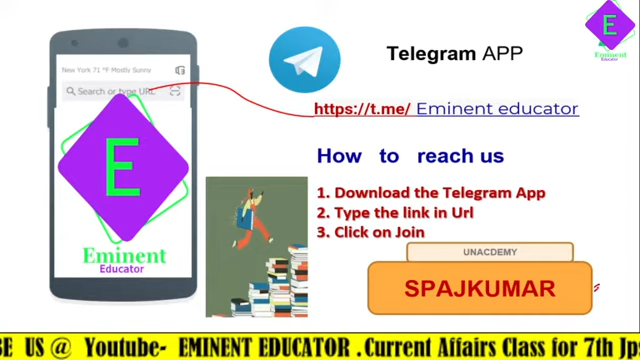 Eminent
Educator
Telegram APP
New York 71 °F Mostly Sunny
Search or type URL
https://t.me/ Eminent educator
E
Eminent
Educator
How to reach us
1. Download the Telegram App
2. Type the link in Url
3. Click on Join
UNACDEMY
SPAJKUMAR
BE US @ Youtube- EMINENT EDUCATOR .Current Affairs Class for 7th Jp